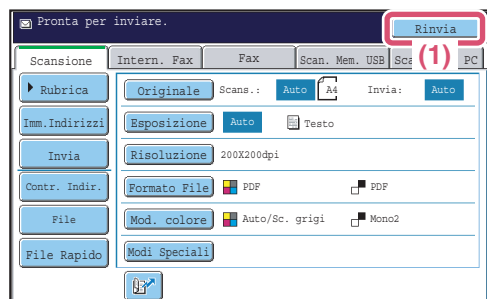 Pronta per inviare.
Rinvia
(1)
Scansione Intern. Fax Fax Scan. Mem. USB Sca PC
Rubrica
Originale Scans.: Auto A4 Invia: Auto
Imm.Indirizzi
Esposizione Auto Testo
Invia
Risoluzione 200X200dpi
Contr. Indir.
Formato File PDF PDF
File
Mod. colore Auto/Sc. grigi Mono2
File Rapido
Modi Speciali